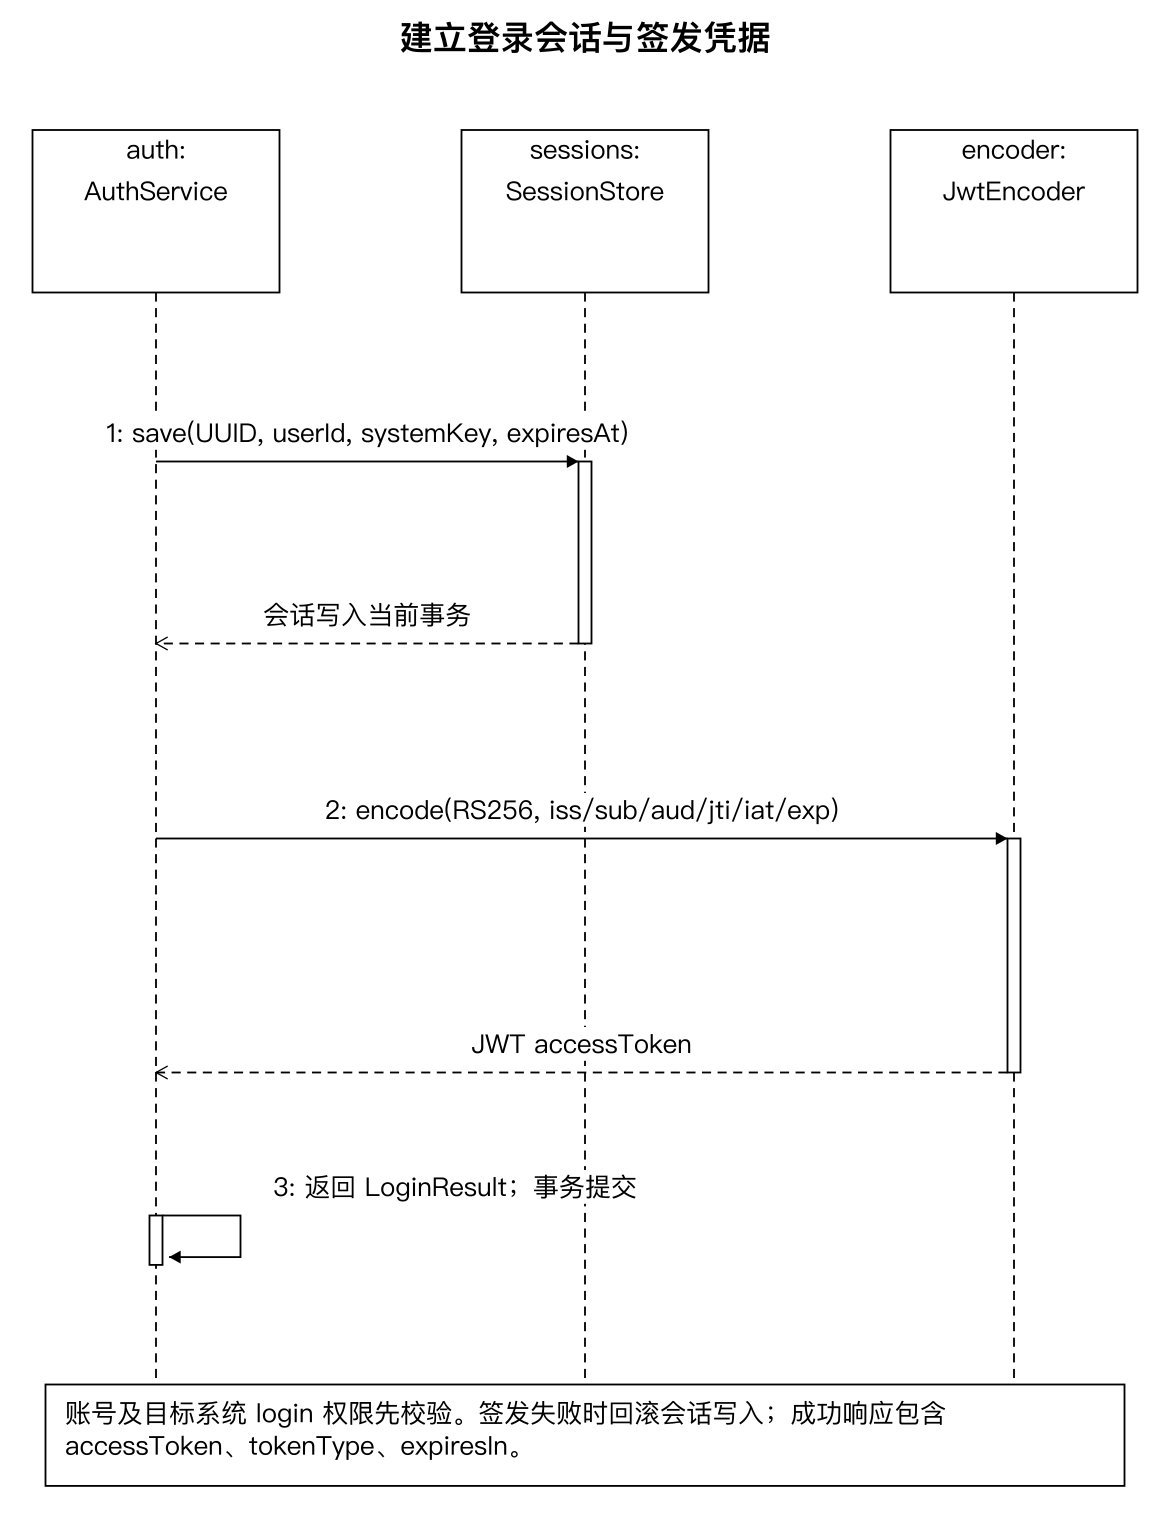 建立登录会话与签发凭据
auth:
AuthService
sessions:
SessionStore
encoder:
JwtEncoder
1: save(UUID, userId, systemKey, expiresAt)
会话写入当前事务
2: encode(RS256, iss/sub/aud/jti/iat/exp)
JWT accessToken
3: 返回 LoginResult；事务提交
账号及目标系统 login 权限先校验。签发失败时回滚会话写入；成功响应包含
accessToken、tokenType、expiresIn。